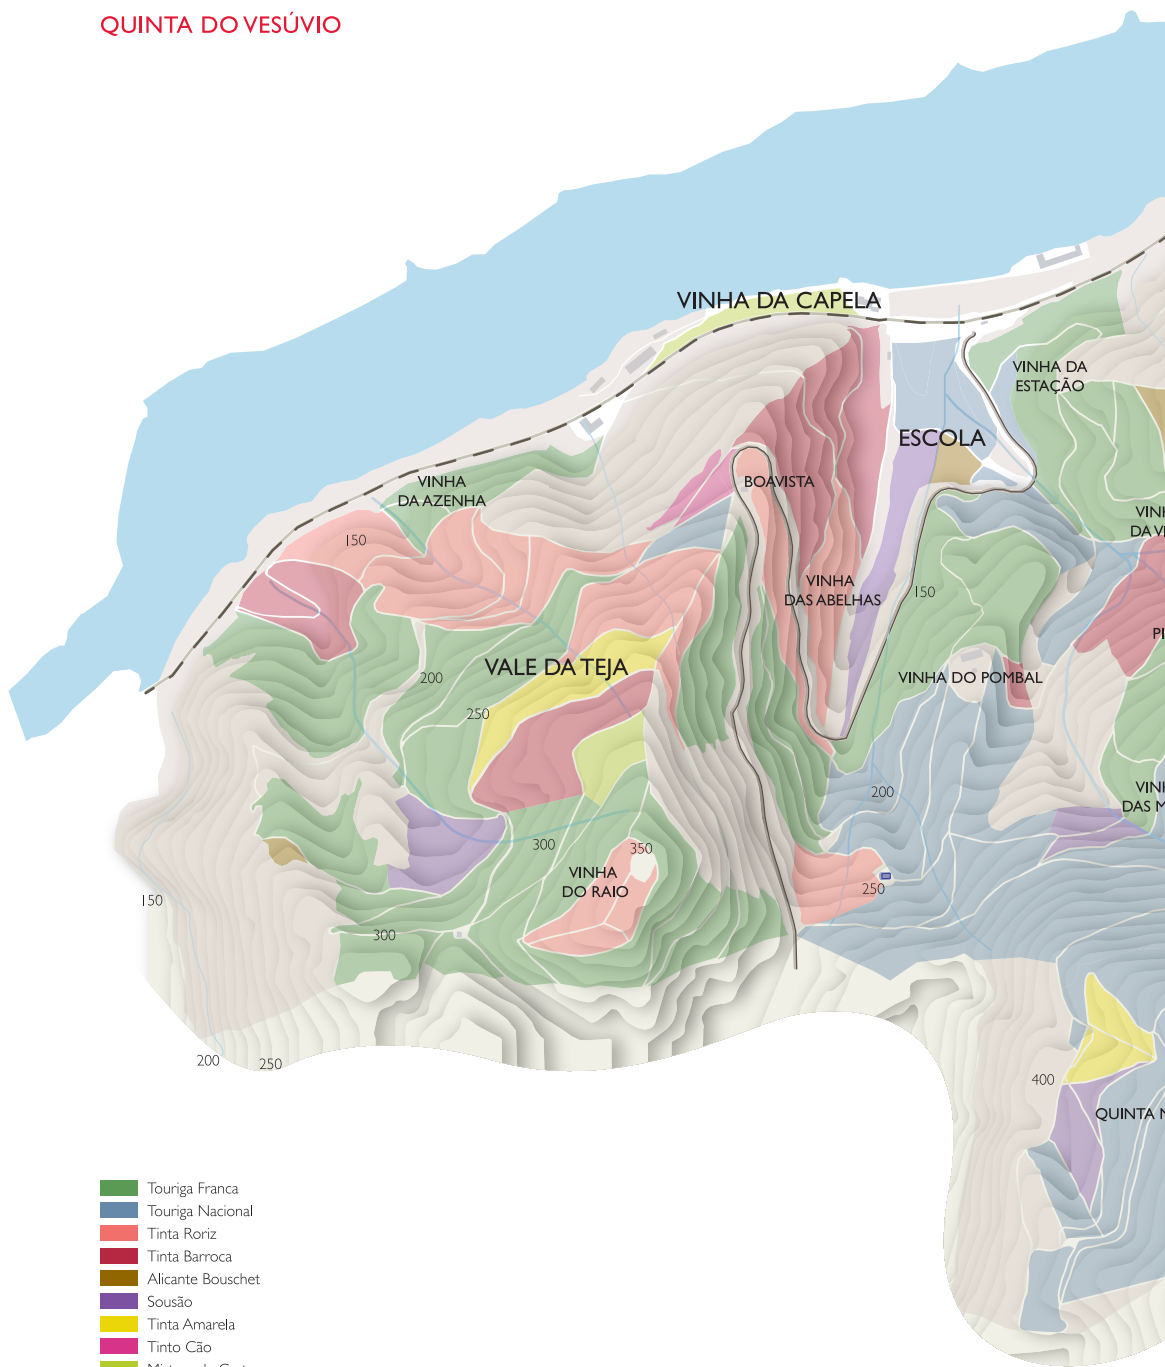 QUINTA DO VESÚVIO
VINHA DA CAPELA
VINHA DA
ESTAÇÃO
ESCOLA
VINHA
DA AZENHA
BOAVISTA
150
VINHA
DAS ABELHAS
150
VALE DA TEJA
200
VINHA DO POMBAL
250
200
300
350
VINHA
DO RAIO
250
150
300
200
250
400
QUINTA
Touriga Franca
Touriga Nacional
Tinta Roriz
Tinta Barroca
Alicante Bouschet
Sousão
Tinta Amarela
Tinto Cão